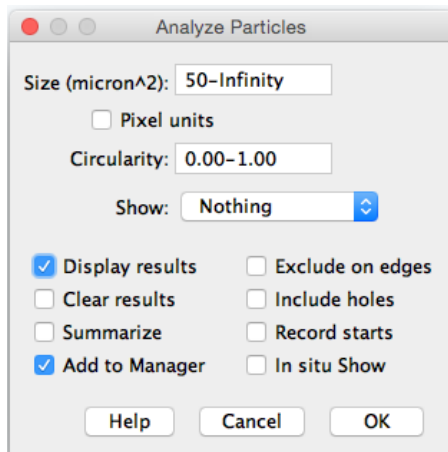 Analyze Particles
Size (micron^2): 50-Infinity
Pixel units
Circularity: 0.00-1.00
Show: Nothing
Display results Exclude on edges
Clear results Include holes
Summarize Record starts
Add to Manager In situ Show
Help Cancel OK